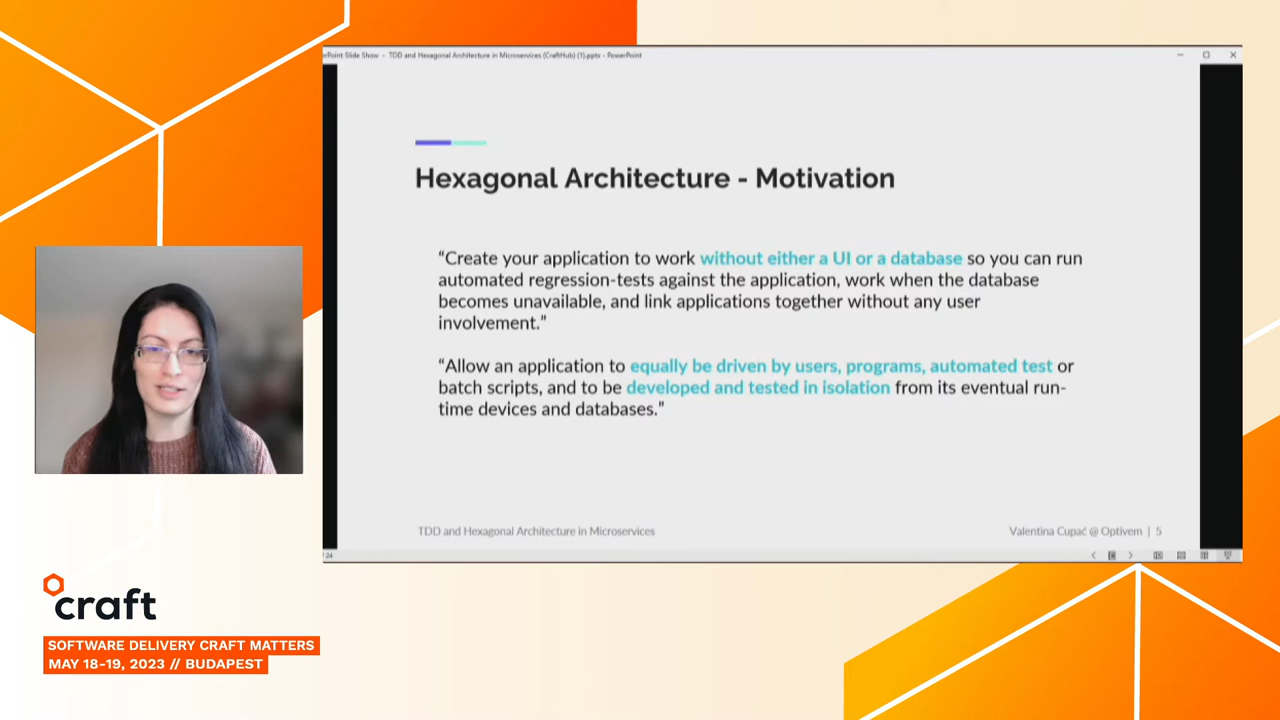 PowerPoint Slide Show - TDD and Hexagonal Architecture in Microservices (CraftHub) (1).pptx - PowerPoint
Hexagonal Architecture - Motivation
“Create your application to work without either a UI or a database so you can run
automated regression-tests against the application, work when the database
becomes unavailable, and link applications together without any user
involvement.”
“Allow an application to equally be driven by users, programs, automated test or
batch scripts, and to be developed and tested in isolation from its eventual run-
time devices and databases.”
TDD and Hexagonal Architecture in Microservices
Valentina Cupać @ Optivem | 5
24
craft
SOFTWARE DELIVERY CRAFT MATTERS
MAY 18-19, 2023 // BUDAPEST